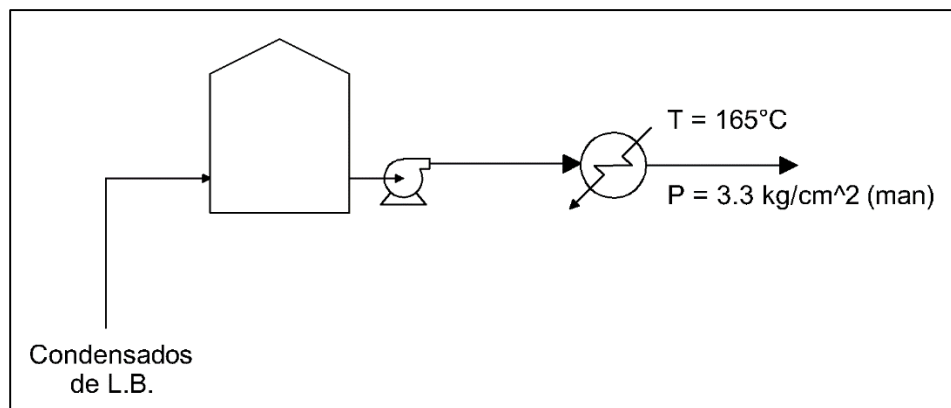 T = 165°C
P = 3.3 kg/cm^2 (man)
Condensados
de L.B.